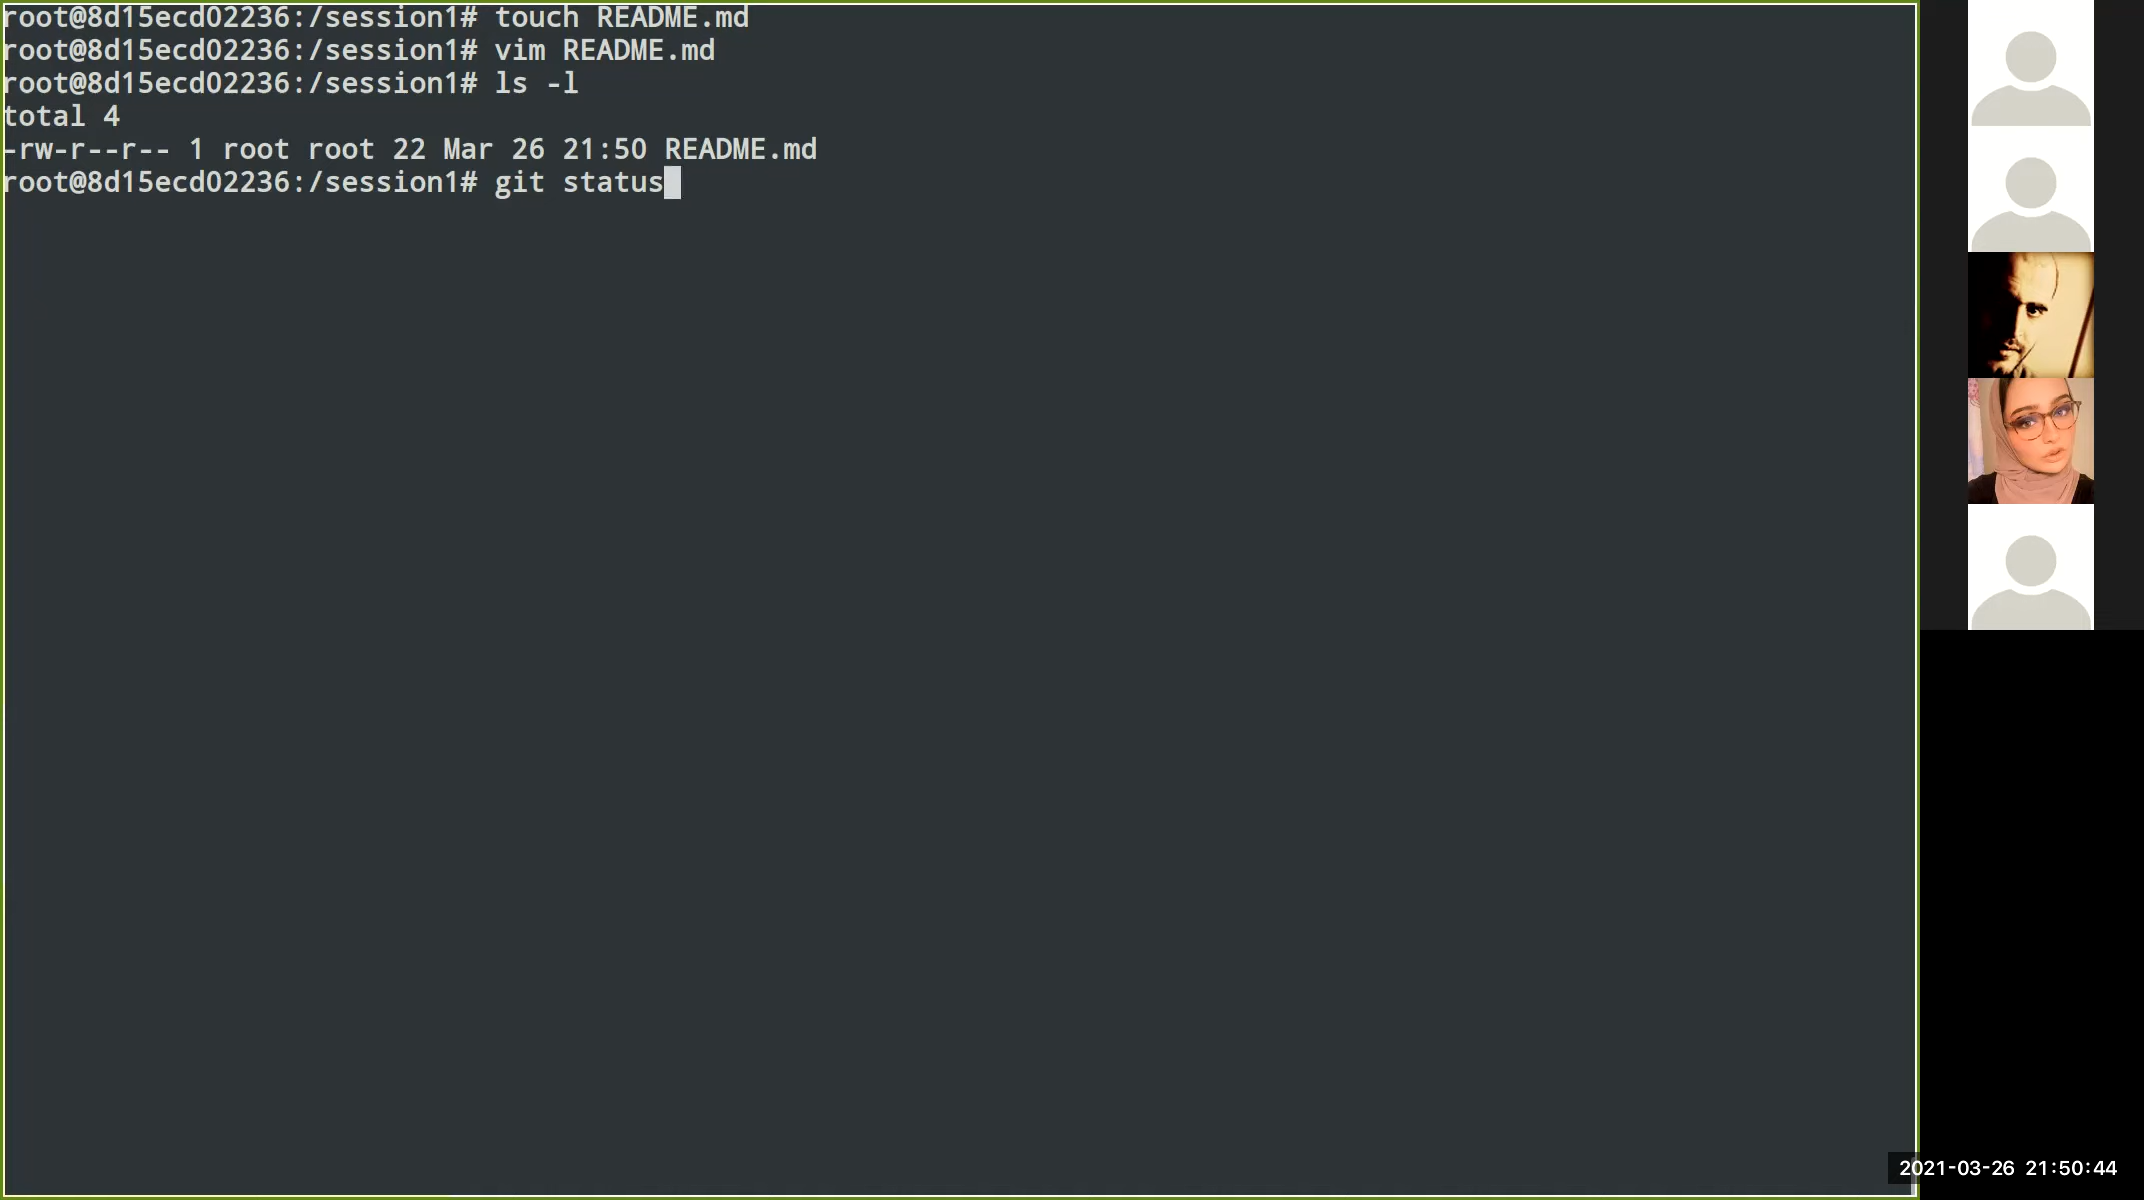 root@8d15ecd02236:/session1# touch README.md
root@8d15ecd02236:/session1# vim README.md
root@8d15ecd02236:/session1# ls -l
total 4
-rw-r--r-- 1 root root 22 Mar 26 21:50 README.md
root@8d15ecd02236:/session1# git status
2021-03-26 21:50:44